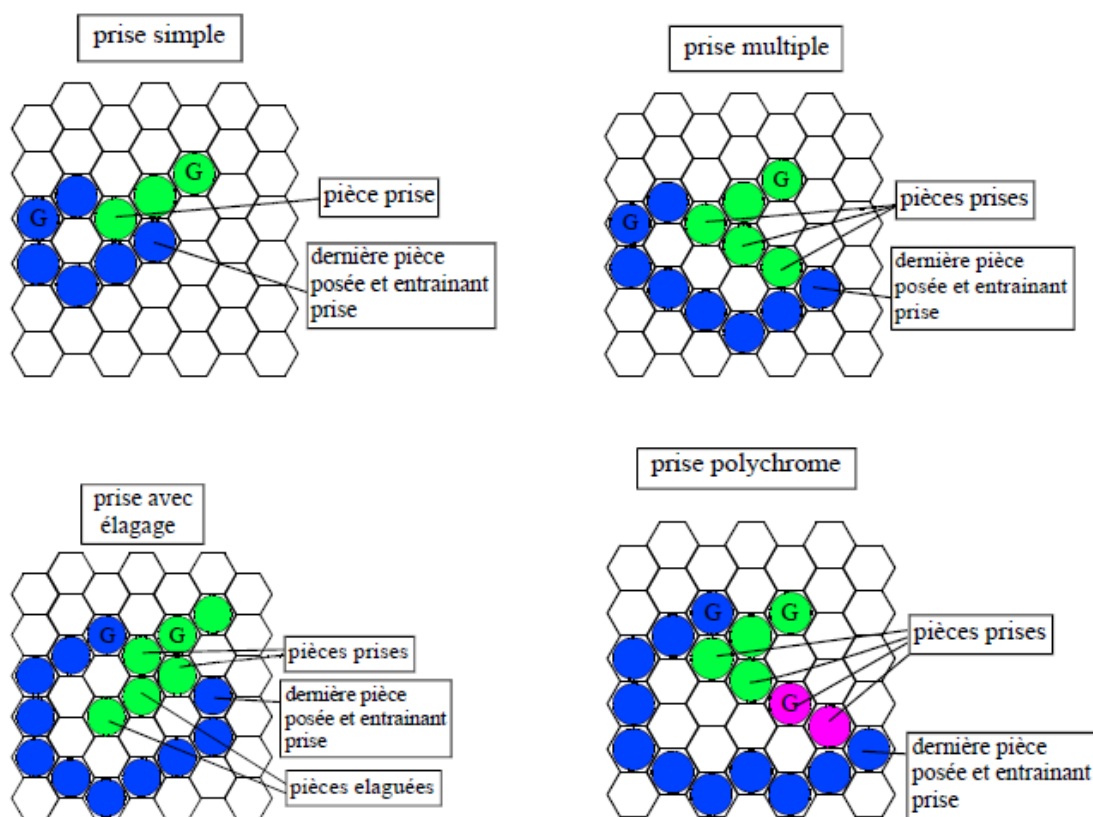 prise simple
G
G
pièce prise
dernière pièce
posée et entrainant
prise
prise multiple
G
G
pièces prises
dernière pièce
posée et entrainant
prise
prise avec
élagage
G
G
pièces prises
dernière pièce
posée et entrainant
prise
pièces elaguées
prise polychrome
G
G
pièces prises
G
dernière pièce
posée et entrainant
prise